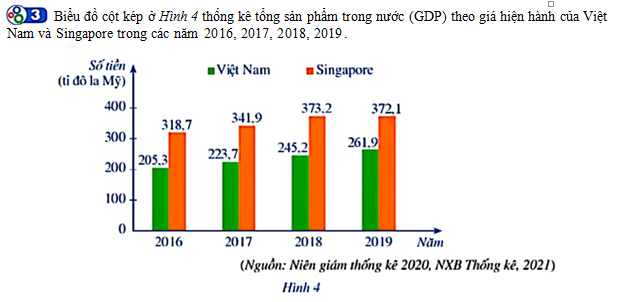 3 Biểu đồ cột kép ở Hình 4 thống kê tổng sản phẩm trong nước (GDP) theo giá hiện hành của Việt
Nam và Singapore trong các năm 2016, 2017, 2018, 2019.
Số tiền
(tỉ đô la Mỹ)
Việt Nam Singapore
400
300
200
100
0
205,3 318,7
223,7 341,9
245,2 373,2
261,9 372,1
2016 2017 2018 2019 Năm
(Nguồn: Niên giám thống kê 2020, NXB Thống kê, 2021)
Hình 4